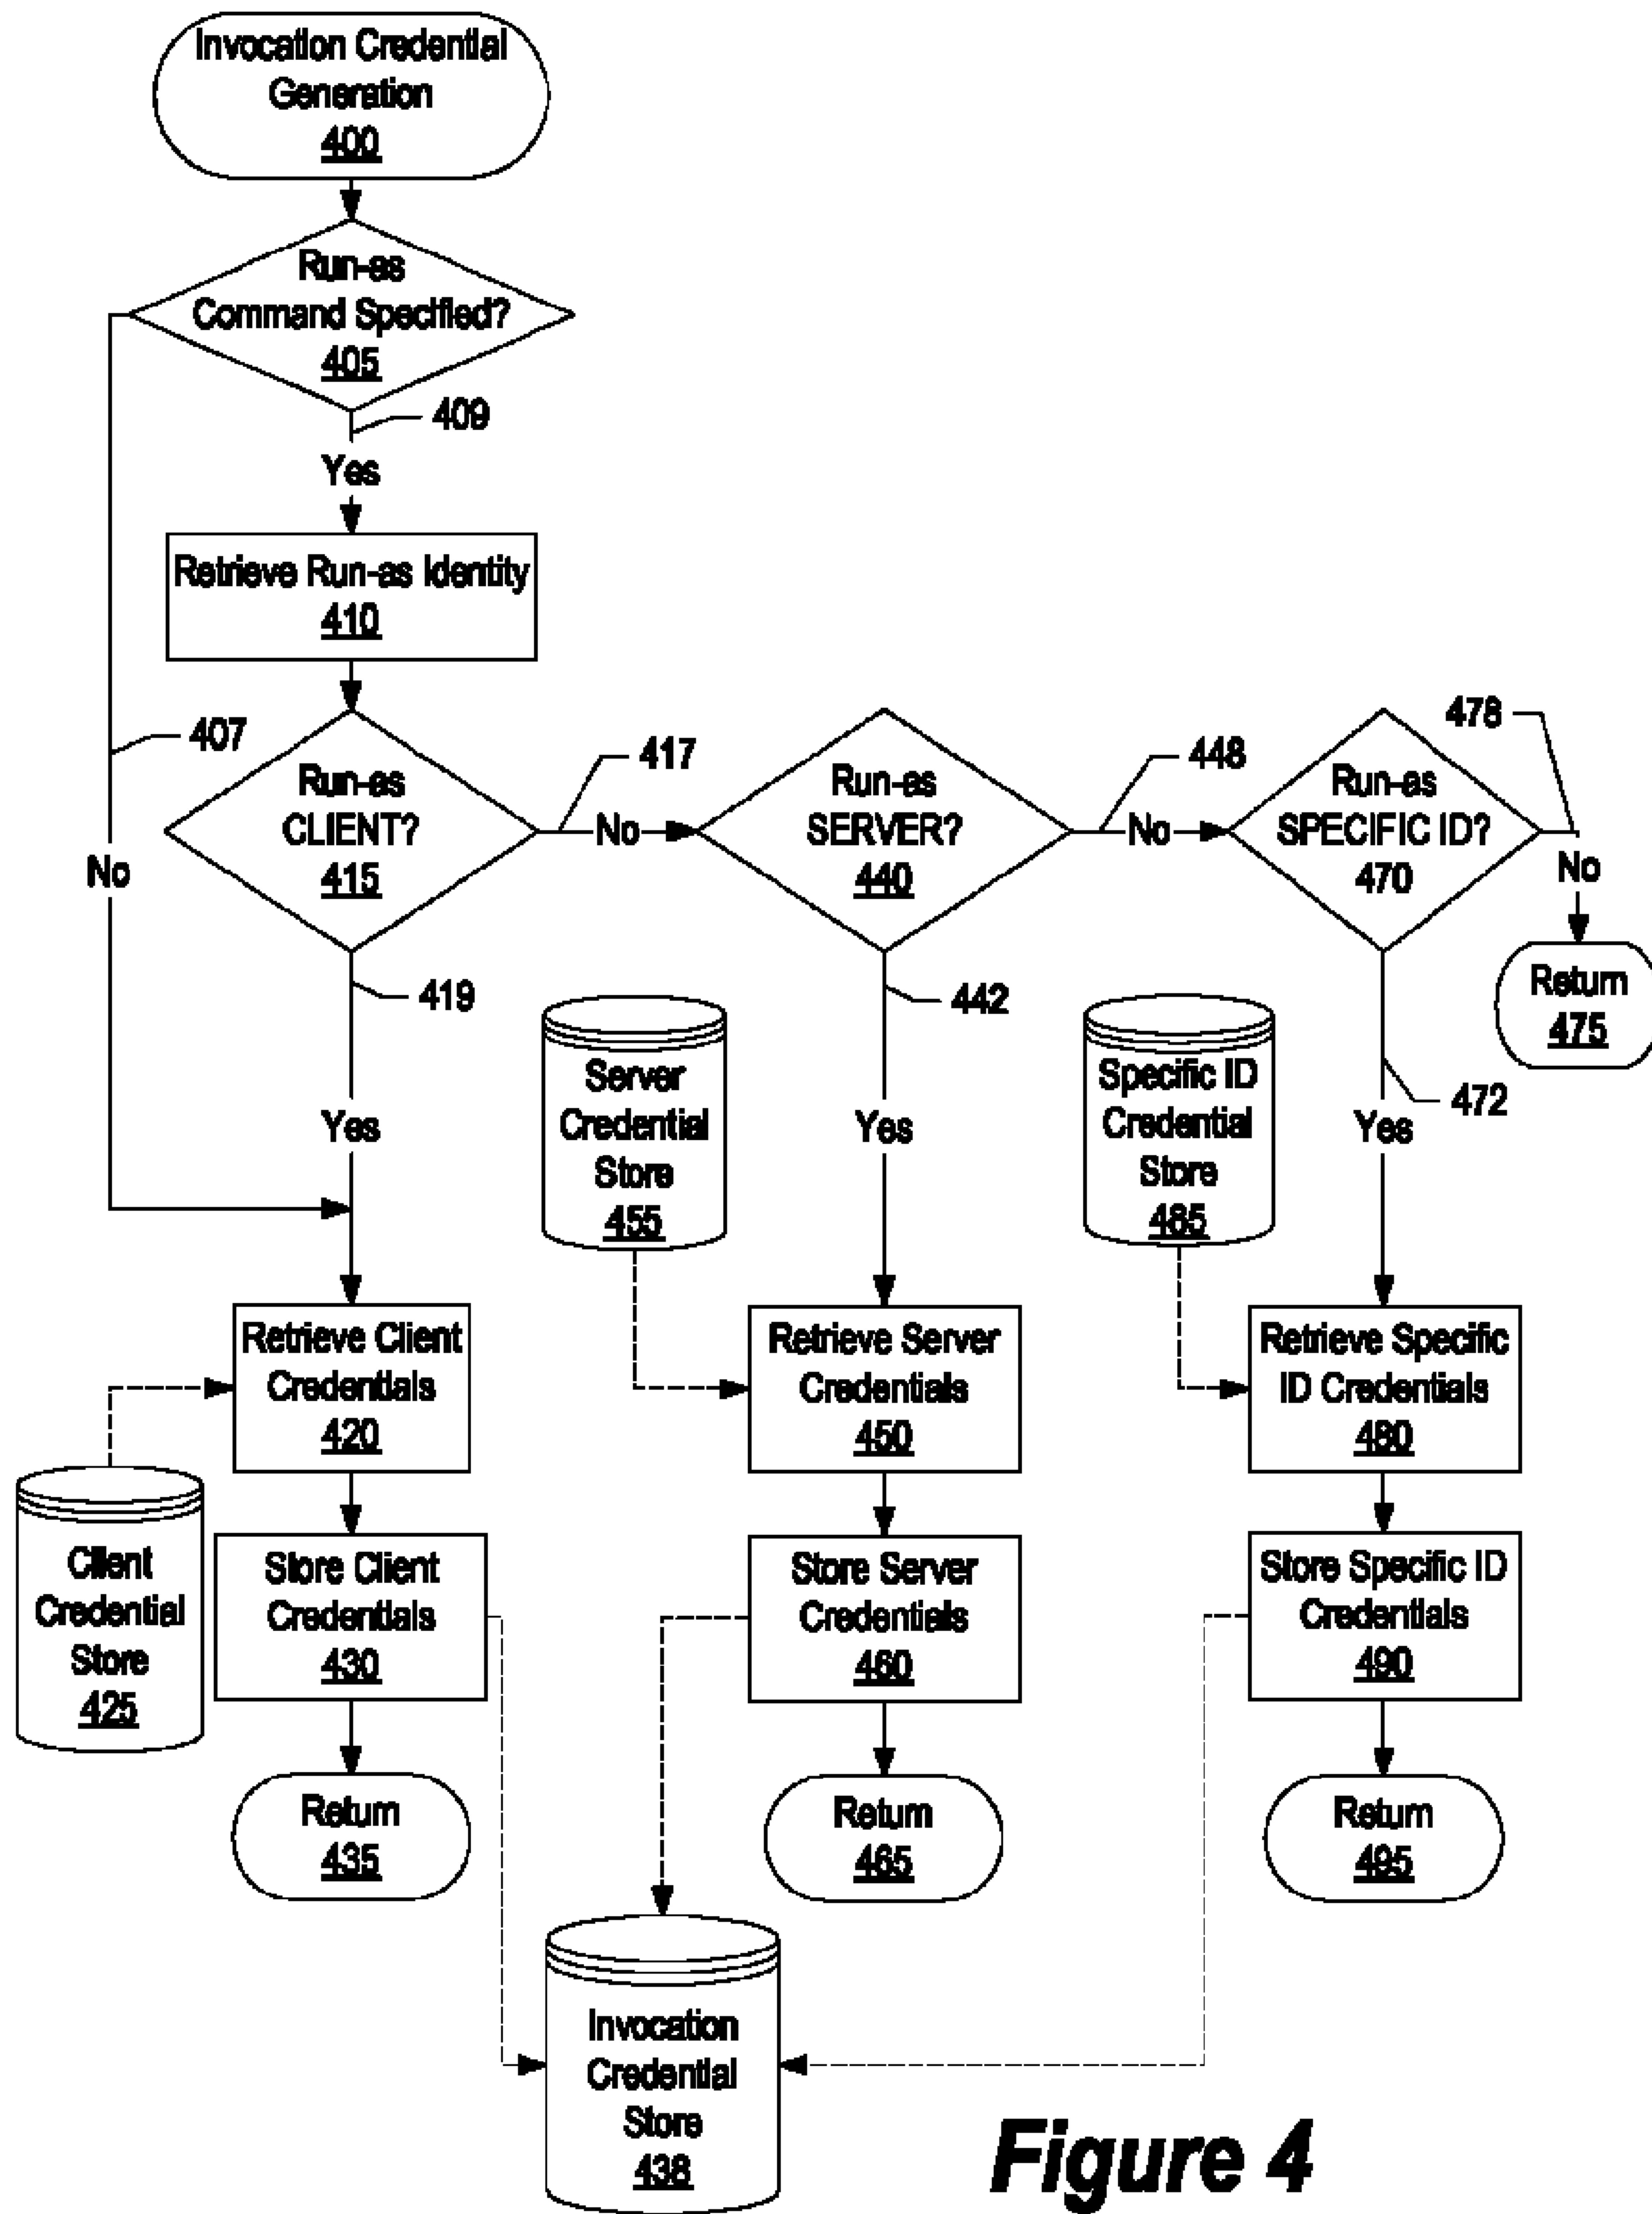 Invocation Credential
Generation
400
Run-as
Command Specified?
405
409
Yes
Retrieve Run-as Identity
410
407
No
Run-as
CLIENT?
415
417
No
Run-as
SERVER?
440
448
No
Run-as
SPECIFIC ID?
470
478
No
Return
475
419
Yes
442
Yes
472
Yes
Server
Credential
Store
455
Specific ID
Credential
Store
485
Retrieve Client
Credentials
420
Retrieve Server
Credentials
450
Retrieve Specific
ID Credentials
480
Client
Credential
Store
425
Store Client
Credentials
430
Store Server
Credentials
460
Store Specific ID
Credentials
490
Return
435
Return
465
Return
495
Invocation
Credential
Store
438
Figure 4